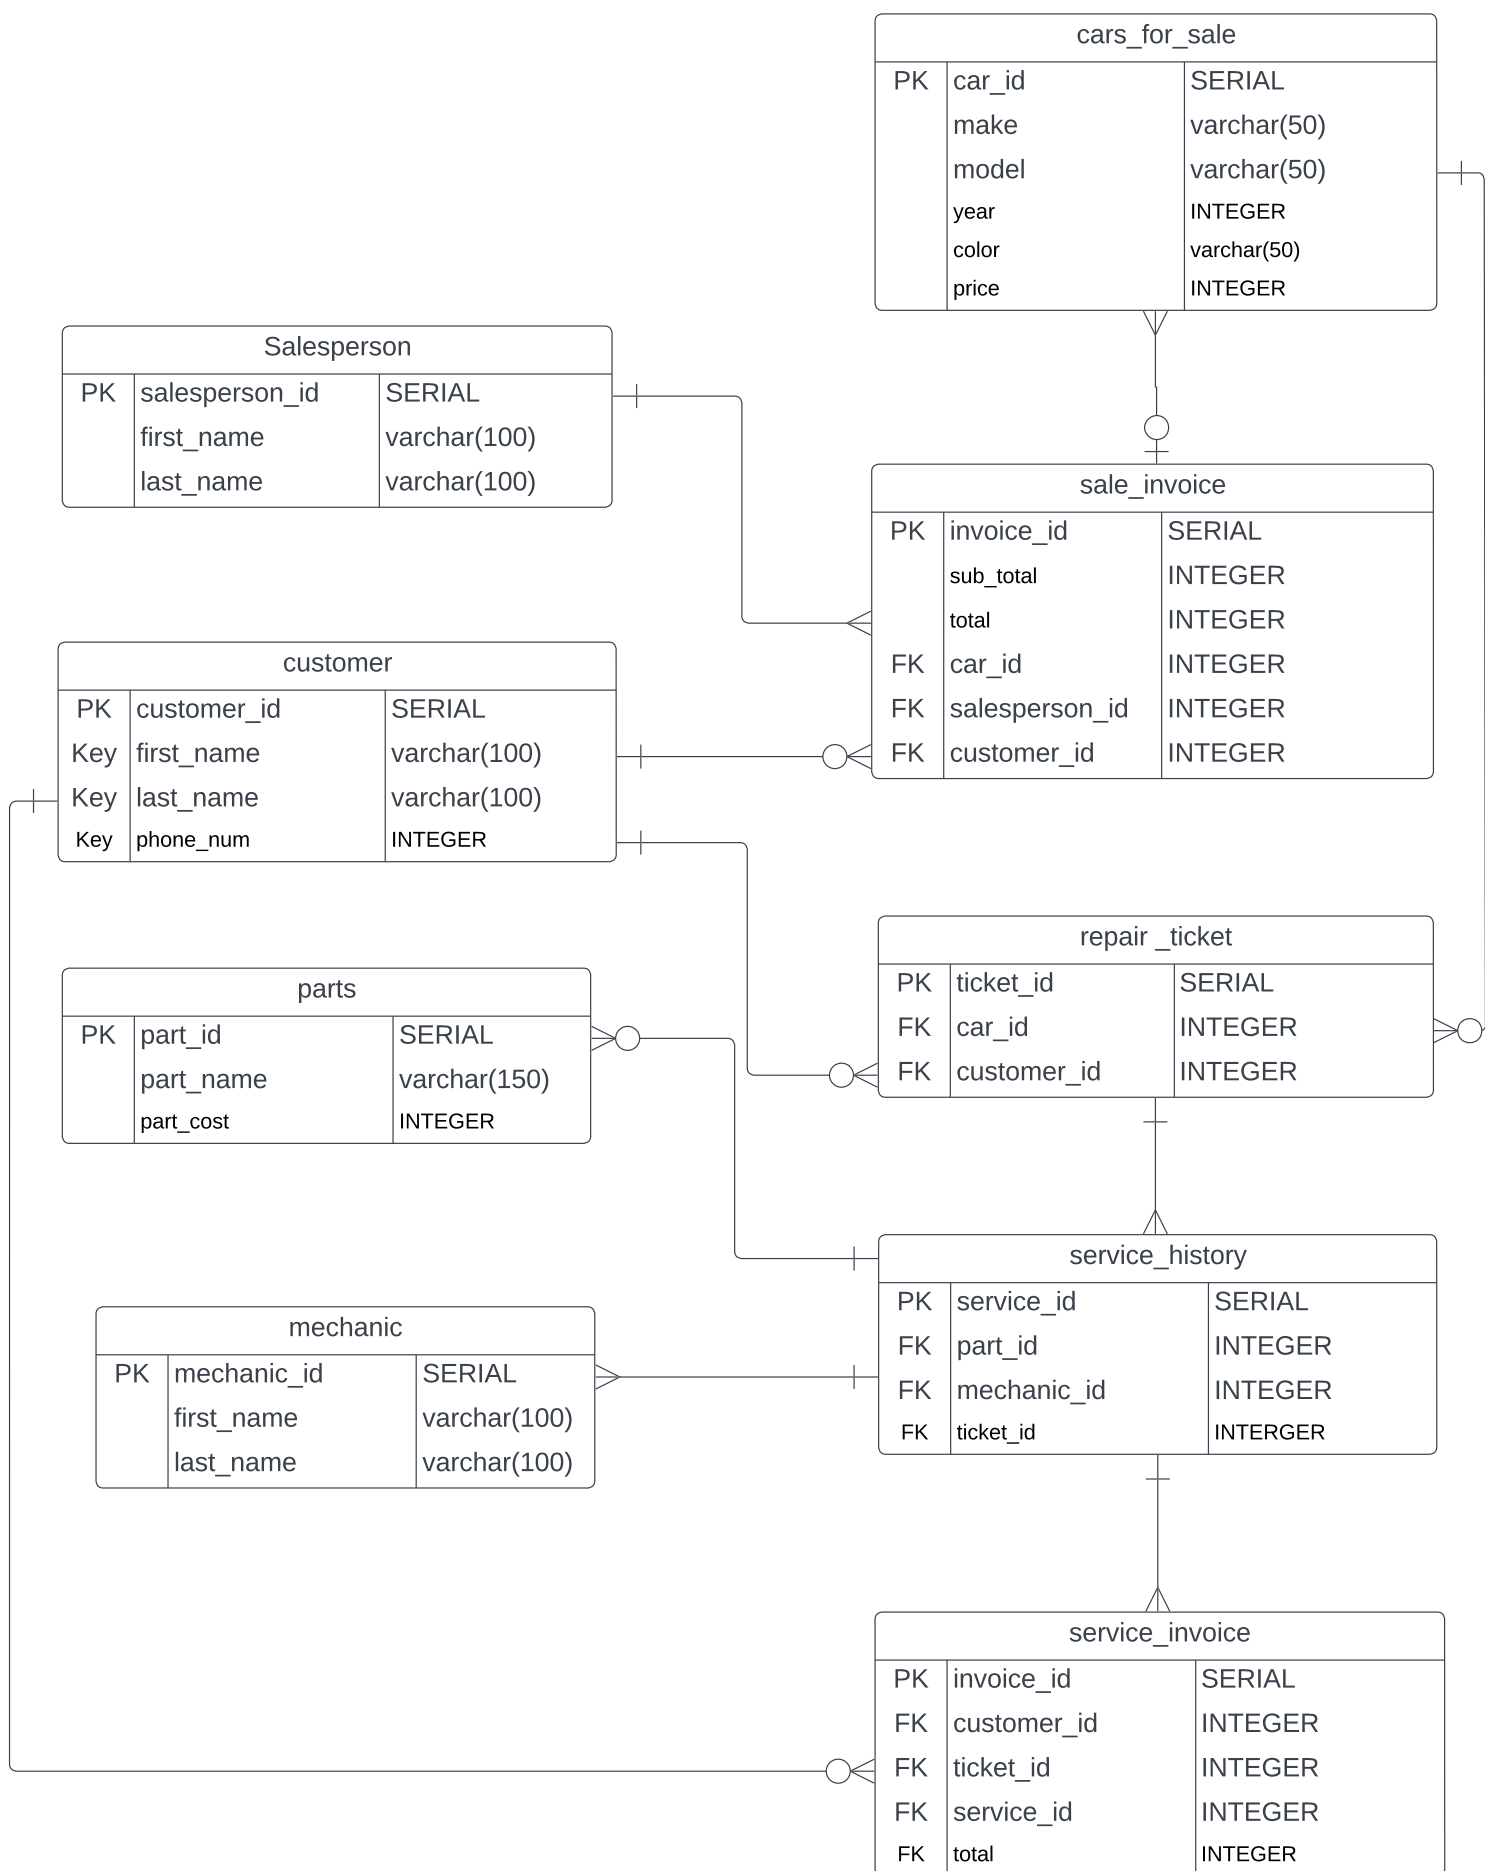 cars_for_sale
PK car_id SERIAL
make varchar(50)
model varchar(50)
year INTEGER
color varchar(50)
price INTEGER
Salesperson
PK salesperson_id SERIAL
first_name varchar(100)
last_name varchar(100)
sale_invoice
PK invoice_id SERIAL
sub_total INTEGER
total INTEGER
FK car_id INTEGER
FK salesperson_id INTEGER
FK customer_id INTEGER
customer
PK customer_id SERIAL
Key first_name varchar(100)
Key last_name varchar(100)
Key phone_num INTEGER
repair _ticket
PK ticket_id SERIAL
FK car_id INTEGER
FK customer_id INTEGER
parts
PK part_id SERIAL
part_name varchar(150)
part_cost INTEGER
service_history
PK service_id SERIAL
FK part_id INTEGER
FK mechanic_id INTEGER
FK ticket_id INTERGER
mechanic
PK mechanic_id SERIAL
first_name varchar(100)
last_name varchar(100)
service_invoice
PK invoice_id SERIAL
FK customer_id INTEGER
FK ticket_id INTEGER
FK service_id INTEGER
FK total INTEGER